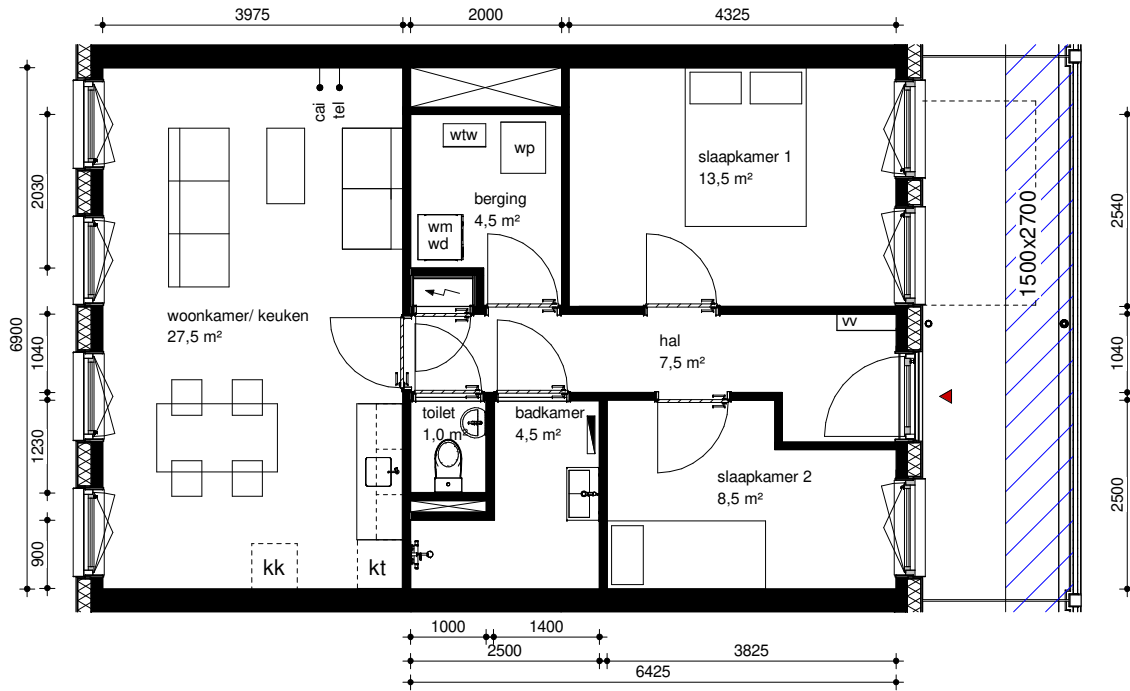 3975
2000
4325
cai
tel
wtw
wp
slaapkamer 1
13,5 m²
berging
4,5 m²
wm
wd
2030
2540
1500x2700
woonkamer/ keuken
27,5 m²
hal
7,5 m²
6900
1040
1040
toilet
1,0 m²
badkamer
4,5 m²
1230
slaapkamer 2
8,5 m²
2500
900
kk
kt
1000
1400
2500
3825
6425